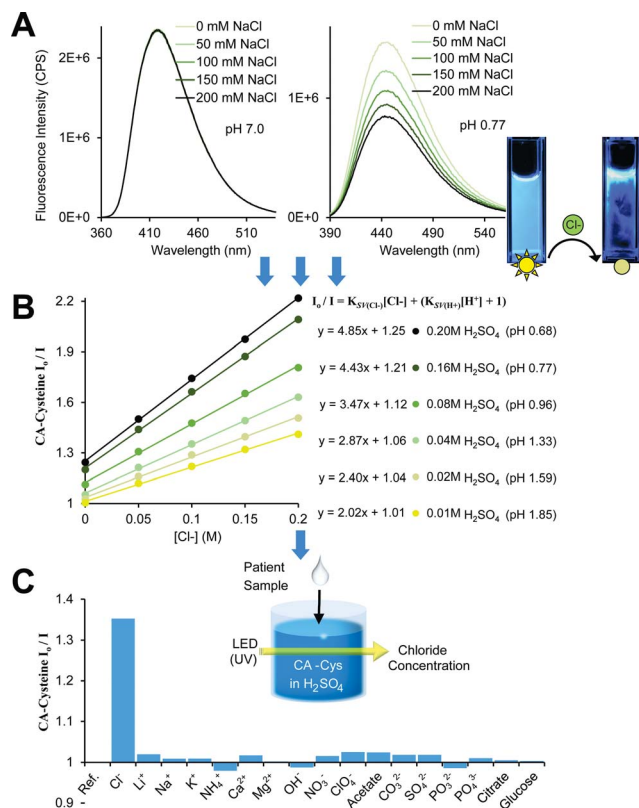 A
Fluorescence Intensity (CPS)
2E+6
1E+6
0E+0
0 mM NaCl
50 mM NaCl
100 mM NaCl
150 mM NaCl
200 mM NaCl
pH 7.0
360 410 460 510
Wavelength (nm)
1E+6
0E+0
0 mM NaCl
50 mM NaCl
100 mM NaCl
150 mM NaCl
200 mM NaCl
pH 0.77
390 440 490 540
Wavelength (nm)
Cl-
B
CA-Cysteine Iₒ / I
2.2
1.9
1.6
1.3
1
0 0.05 0.1 0.15 0.2
[Cl-] (M)
Iₒ / I = K_SV(Cl-)[Cl-] + (K_SV(H+)[H⁺] + 1)
y = 4.85x + 1.25 0.20M H₂SO₄ (pH 0.68)
y = 4.43x + 1.21 0.16M H₂SO₄ (pH 0.77)
y = 3.47x + 1.12 0.08M H₂SO₄ (pH 0.96)
y = 2.87x + 1.06 0.04M H₂SO₄ (pH 1.33)
y = 2.40x + 1.04 0.02M H₂SO₄ (pH 1.59)
y = 2.02x + 1.01 0.01M H₂SO₄ (pH 1.85)
C
Patient
Sample
LED
(UV)
CA -Cys
in H₂SO₄
Chloride
Concentration
CA-Cysteine Iₒ / I
1.4
1.3
1.2
1.1
1
0.9
Ref. Cl⁻ Li⁺ Na⁺ K⁺ NH₄⁺ Ca²⁺ Mg²⁺ OH⁻ NO₃⁻ ClO₄⁻ Acetate CO₃²⁻ SO₄²⁻ PO₃²⁻ PO₄³⁻ Citrate Glucose